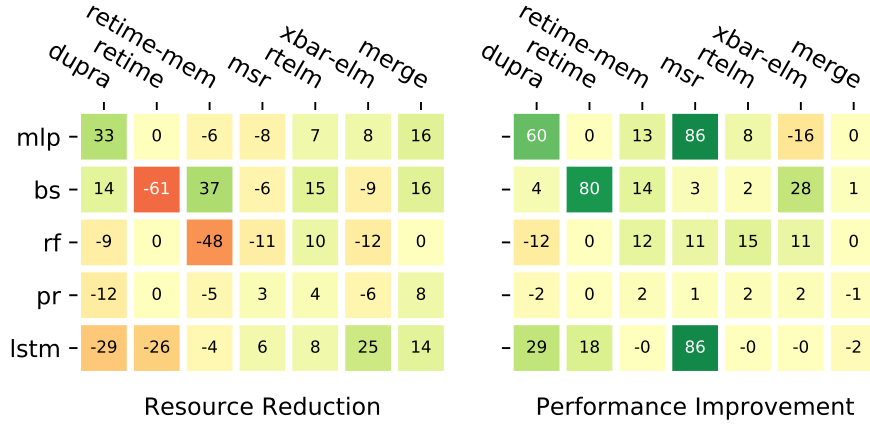 dupra retime retime-mem msr rtelm xbar-elm merge dupra retime retime-mem msr rtelm xbar-elm merge
mlp 33 0 -6 -8 7 8 16 60 0 13 86 8 -16 0
bs 14 -61 37 -6 15 -9 16 4 80 14 3 2 28 1
rf -9 0 -48 -11 10 -12 0 -12 0 12 11 15 11 0
pr -12 0 -5 3 4 -6 8 -2 0 2 1 2 2 -1
lstm -29 -26 -4 6 8 25 14 29 18 -0 86 -0 -0 -2
Resource Reduction Performance Improvement